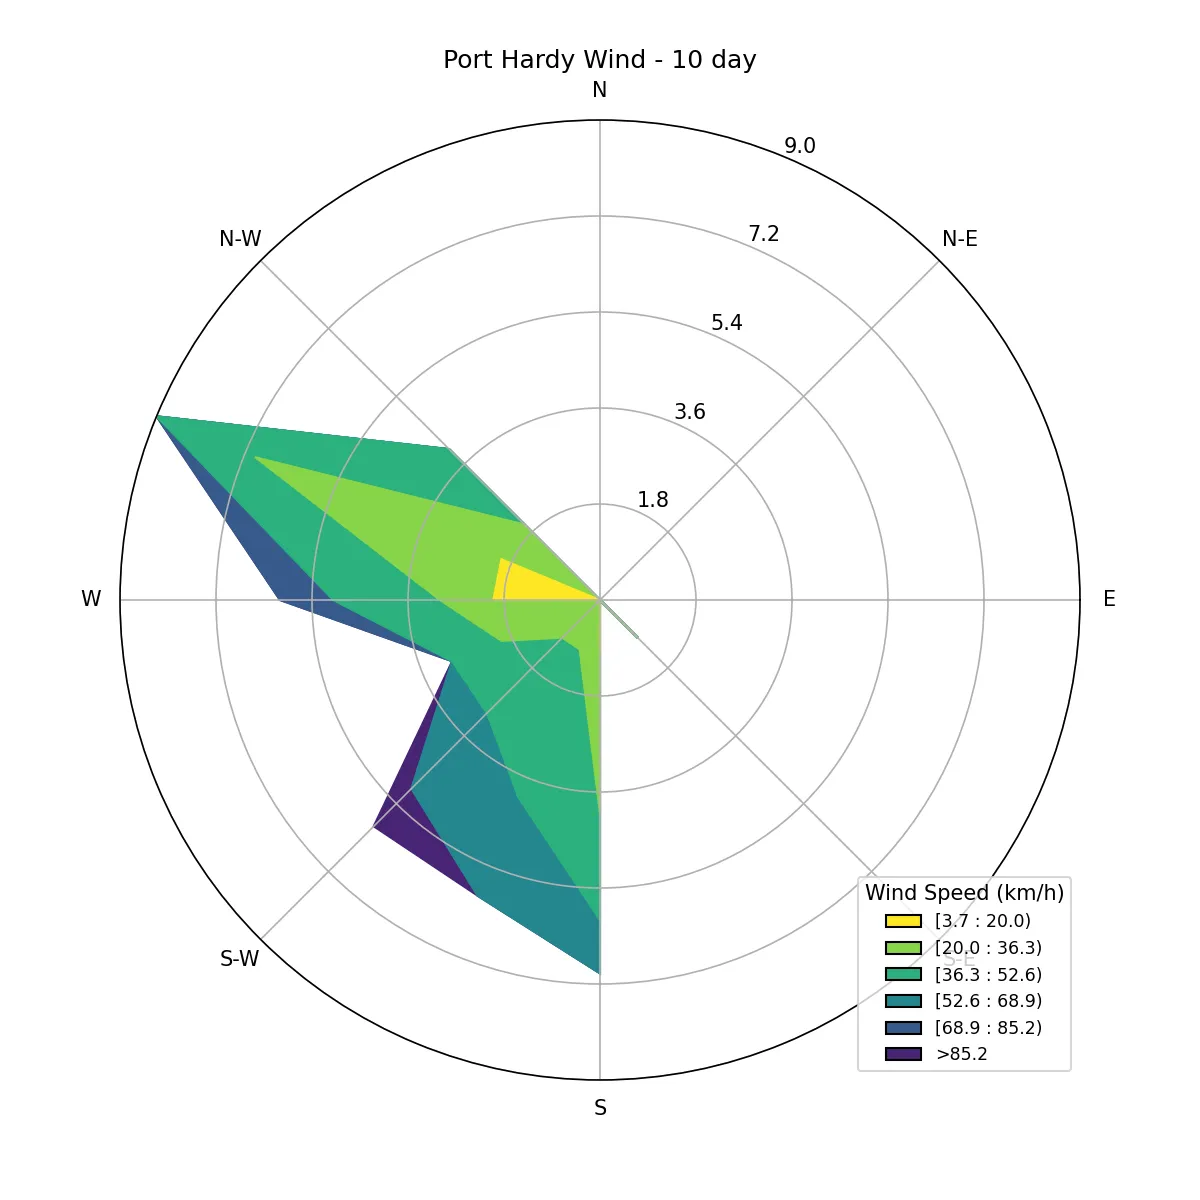 Port Hardy Wind - 10 day
N
9.0
N-W
N-E
7.2
5.4
3.6
1.8
W
E
Wind Speed (km/h)
[3.7 : 20.0)
[20.0 : 36.3)
S-W
S-E
[36.3 : 52.6)
[52.6 : 68.9)
[68.9 : 85.2)
>85.2
S